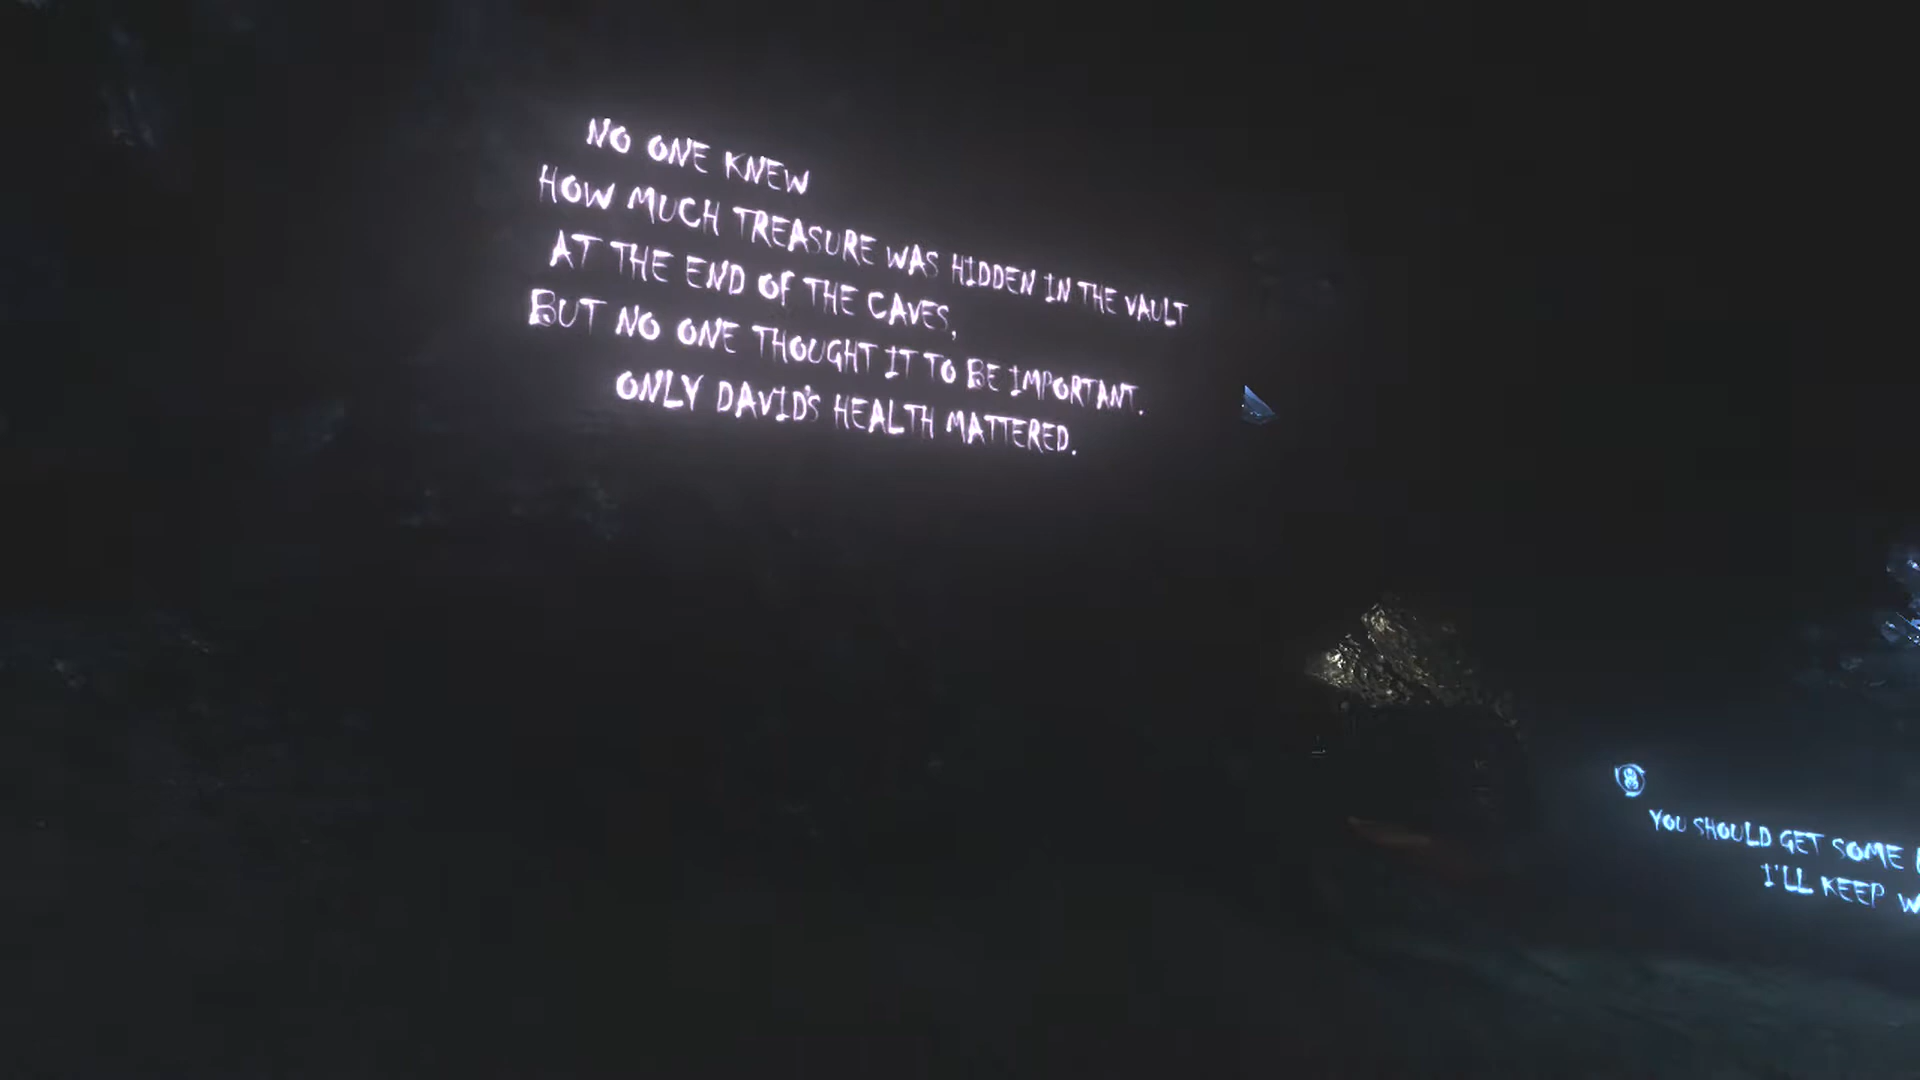 NO ONE KNEW
HOW MUCH TREASURE WAS HIDDEN IN THE VAULT
AT THE END OF THE CAVES,
BUT NO ONE THOUGHT IT TO BE IMPORTANT.
ONLY DAVID'S HEALTH MATTERED.
8
YOU SHOULD GET SOME
I'LL KEEP